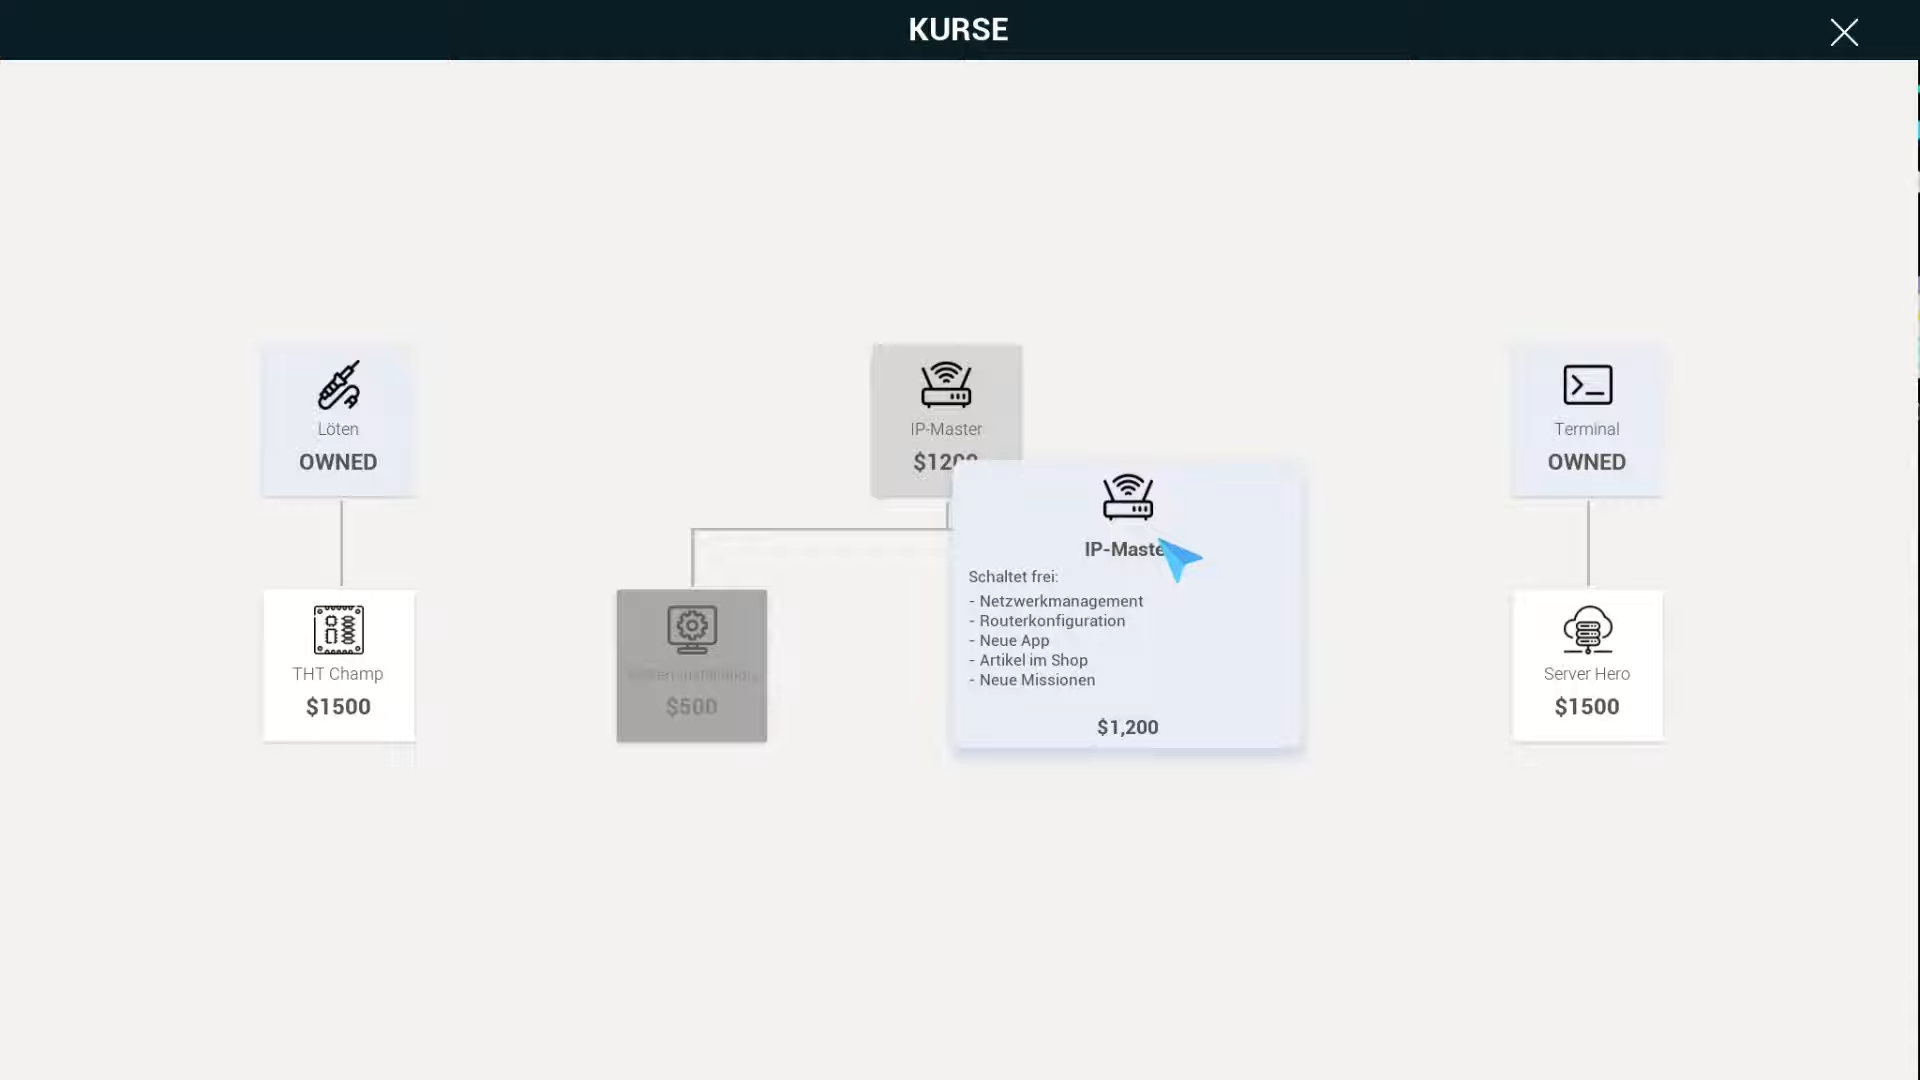 KURSE
Löten
OWNED
IP-Master
Terminal
OWNED
IP-Maste
Schaltet frei:
- Netzwerkmanagement
- Routerkonfiguration
- Neue App
- Artikel im Shop
- Neue Missionen
$1,200
THT Champ
$1500
$500
Server Hero
$1500